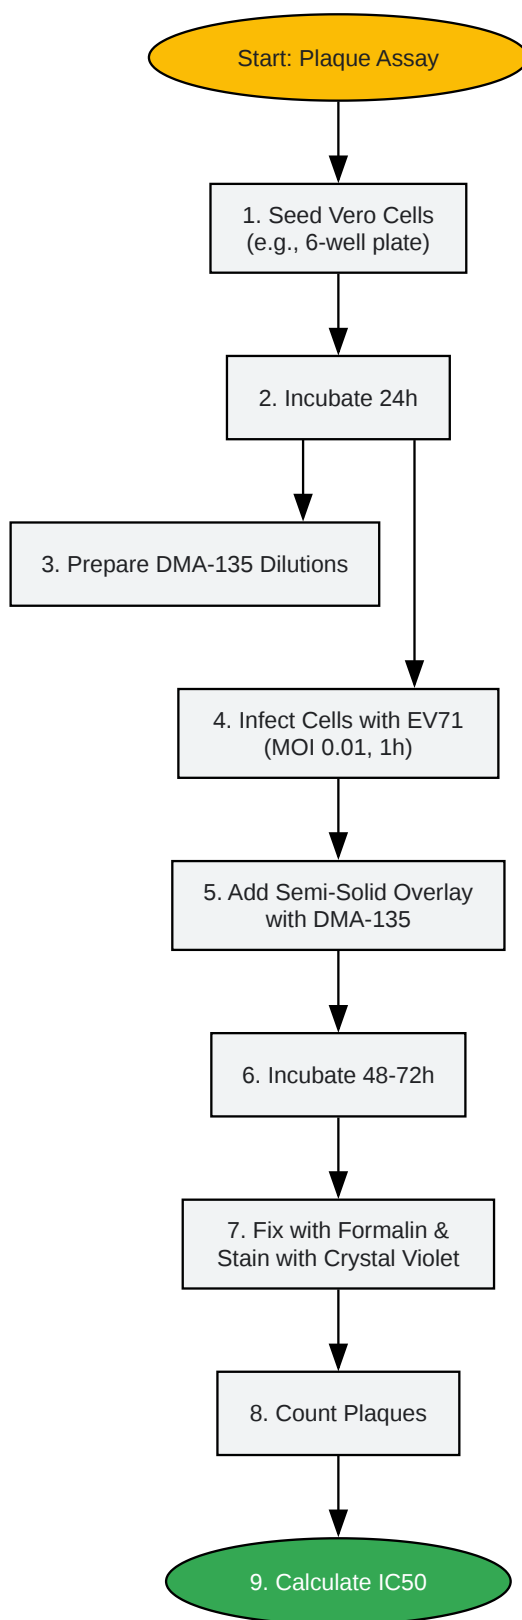 Start: Plaque Assay
1. Seed Vero Cells
(e.g., 6-well plate)
2. Incubate 24h
3. Prepare DMA-135 Dilutions
4. Infect Cells with EV71
(MOI 0.01, 1h)
5. Add Semi-Solid Overlay
with DMA-135
6. Incubate 48-72h
7. Fix with Formalin &
Stain with Crystal Violet
8. Count Plaques
9. Calculate IC50